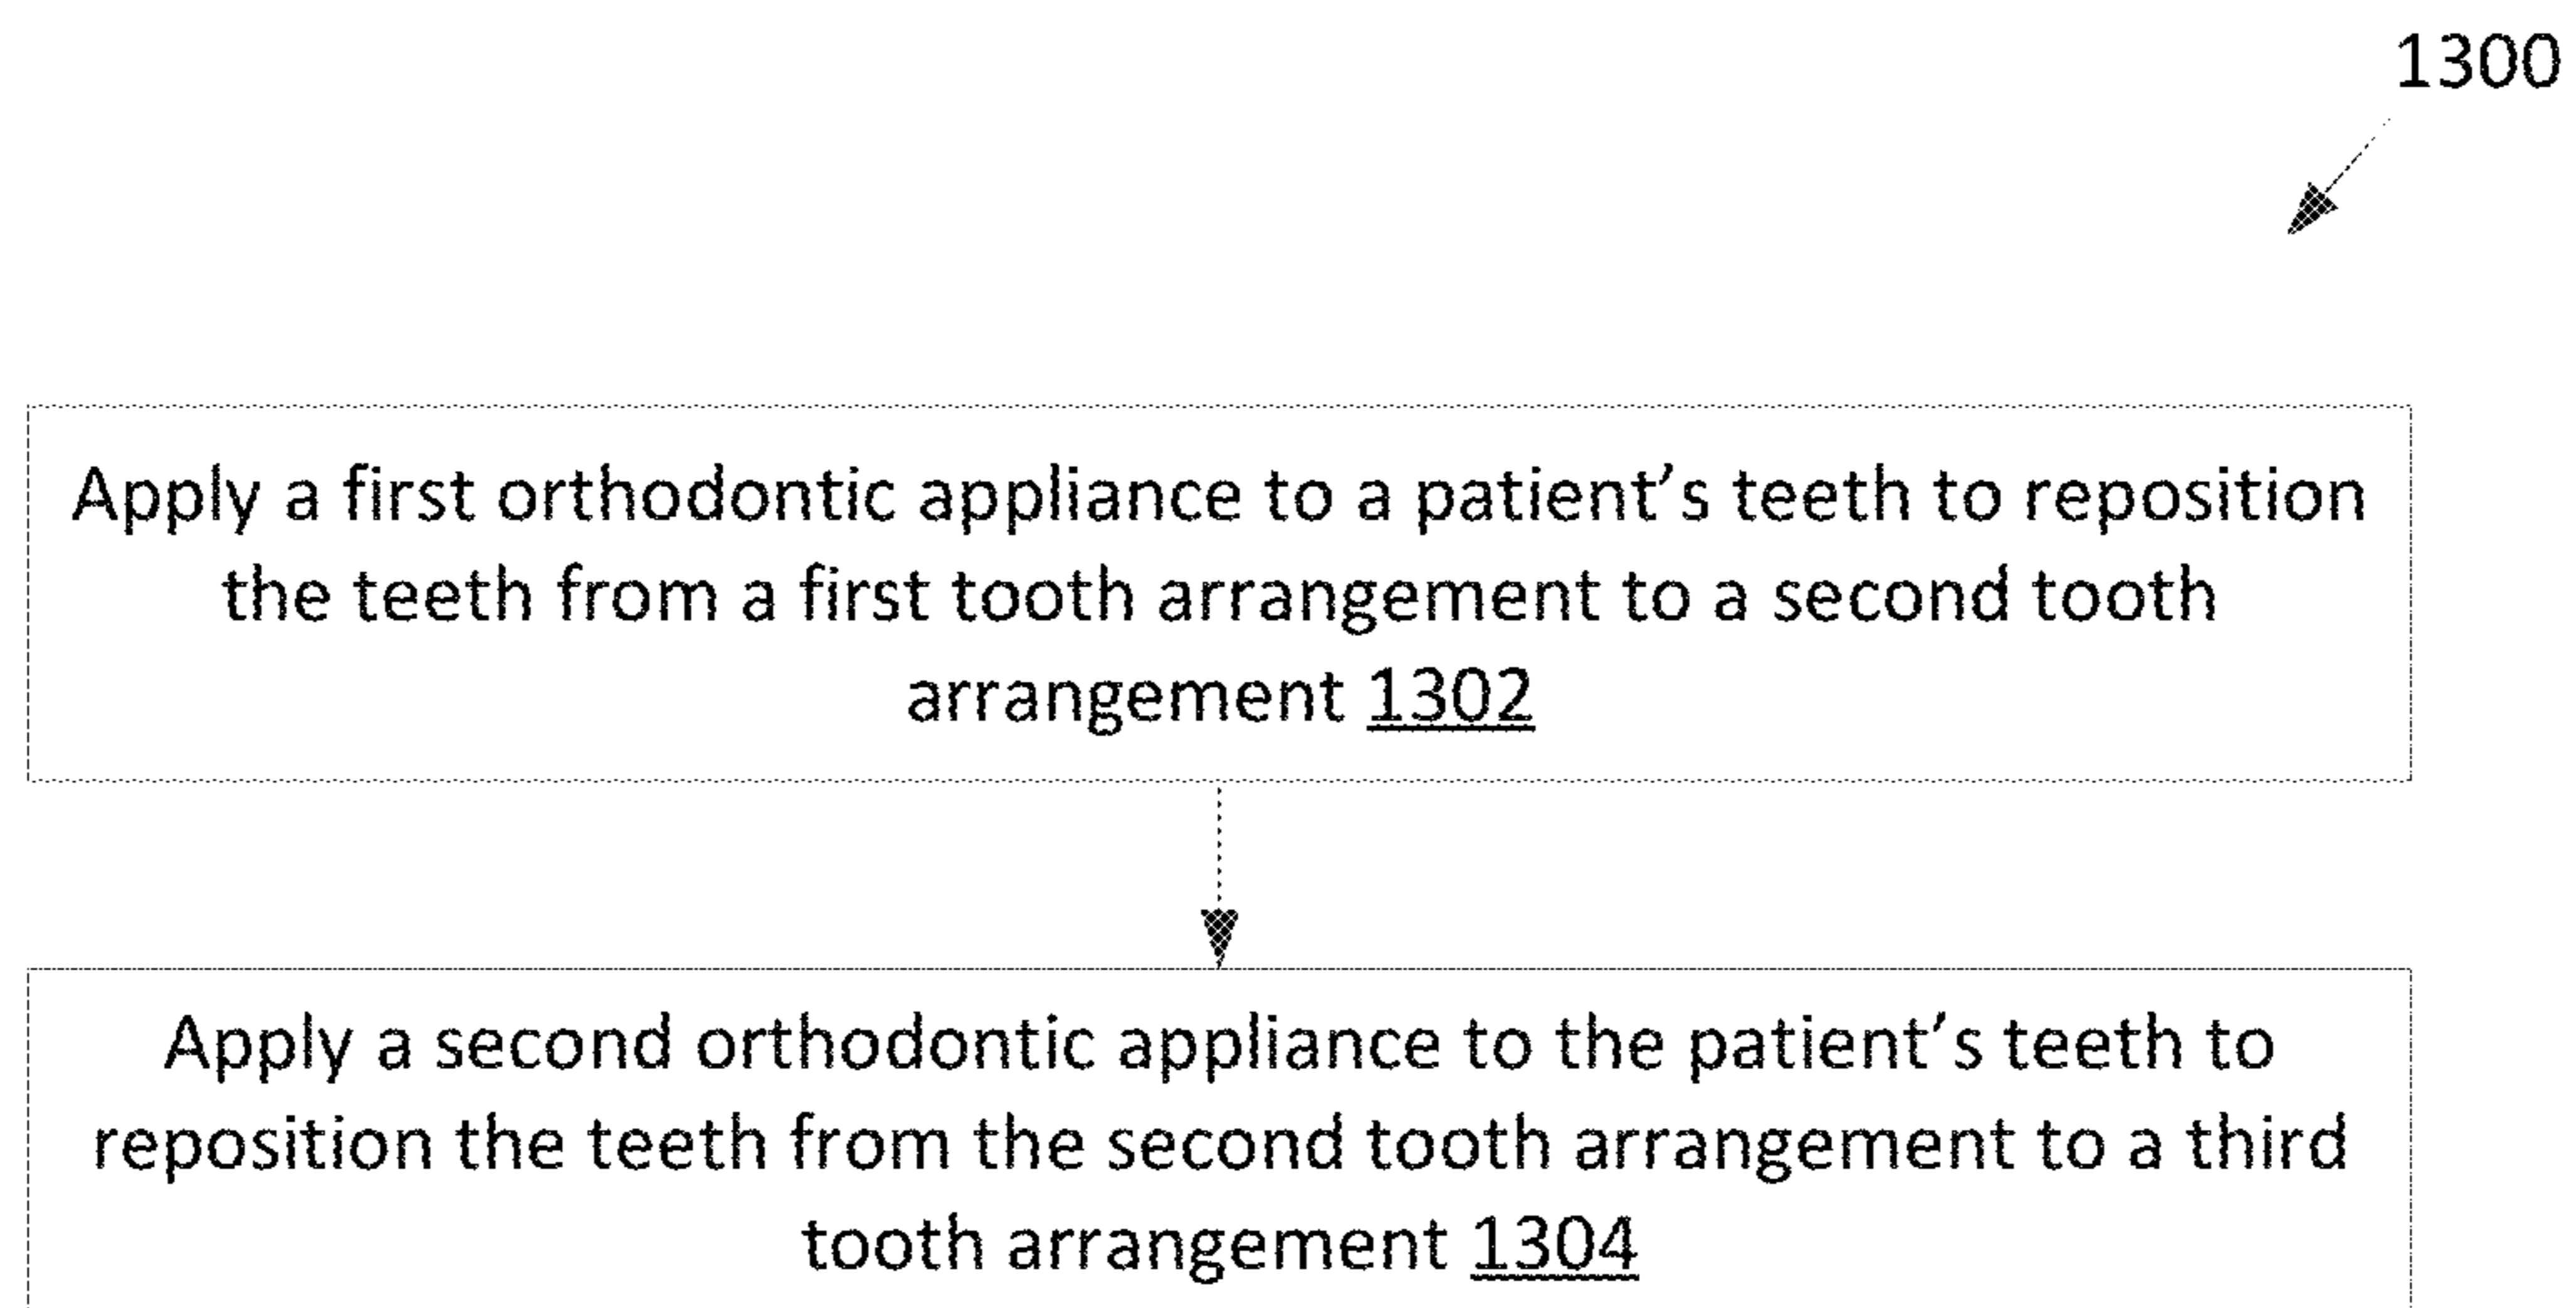 1300
Apply a first orthodontic appliance to a patient’s teeth to reposition
the teeth from a first tooth arrangement to a second tooth
arrangement 1302
Apply a second orthodontic appliance to the patient’s teeth to
reposition the teeth from the second tooth arrangement to a third
tooth arrangement 1304